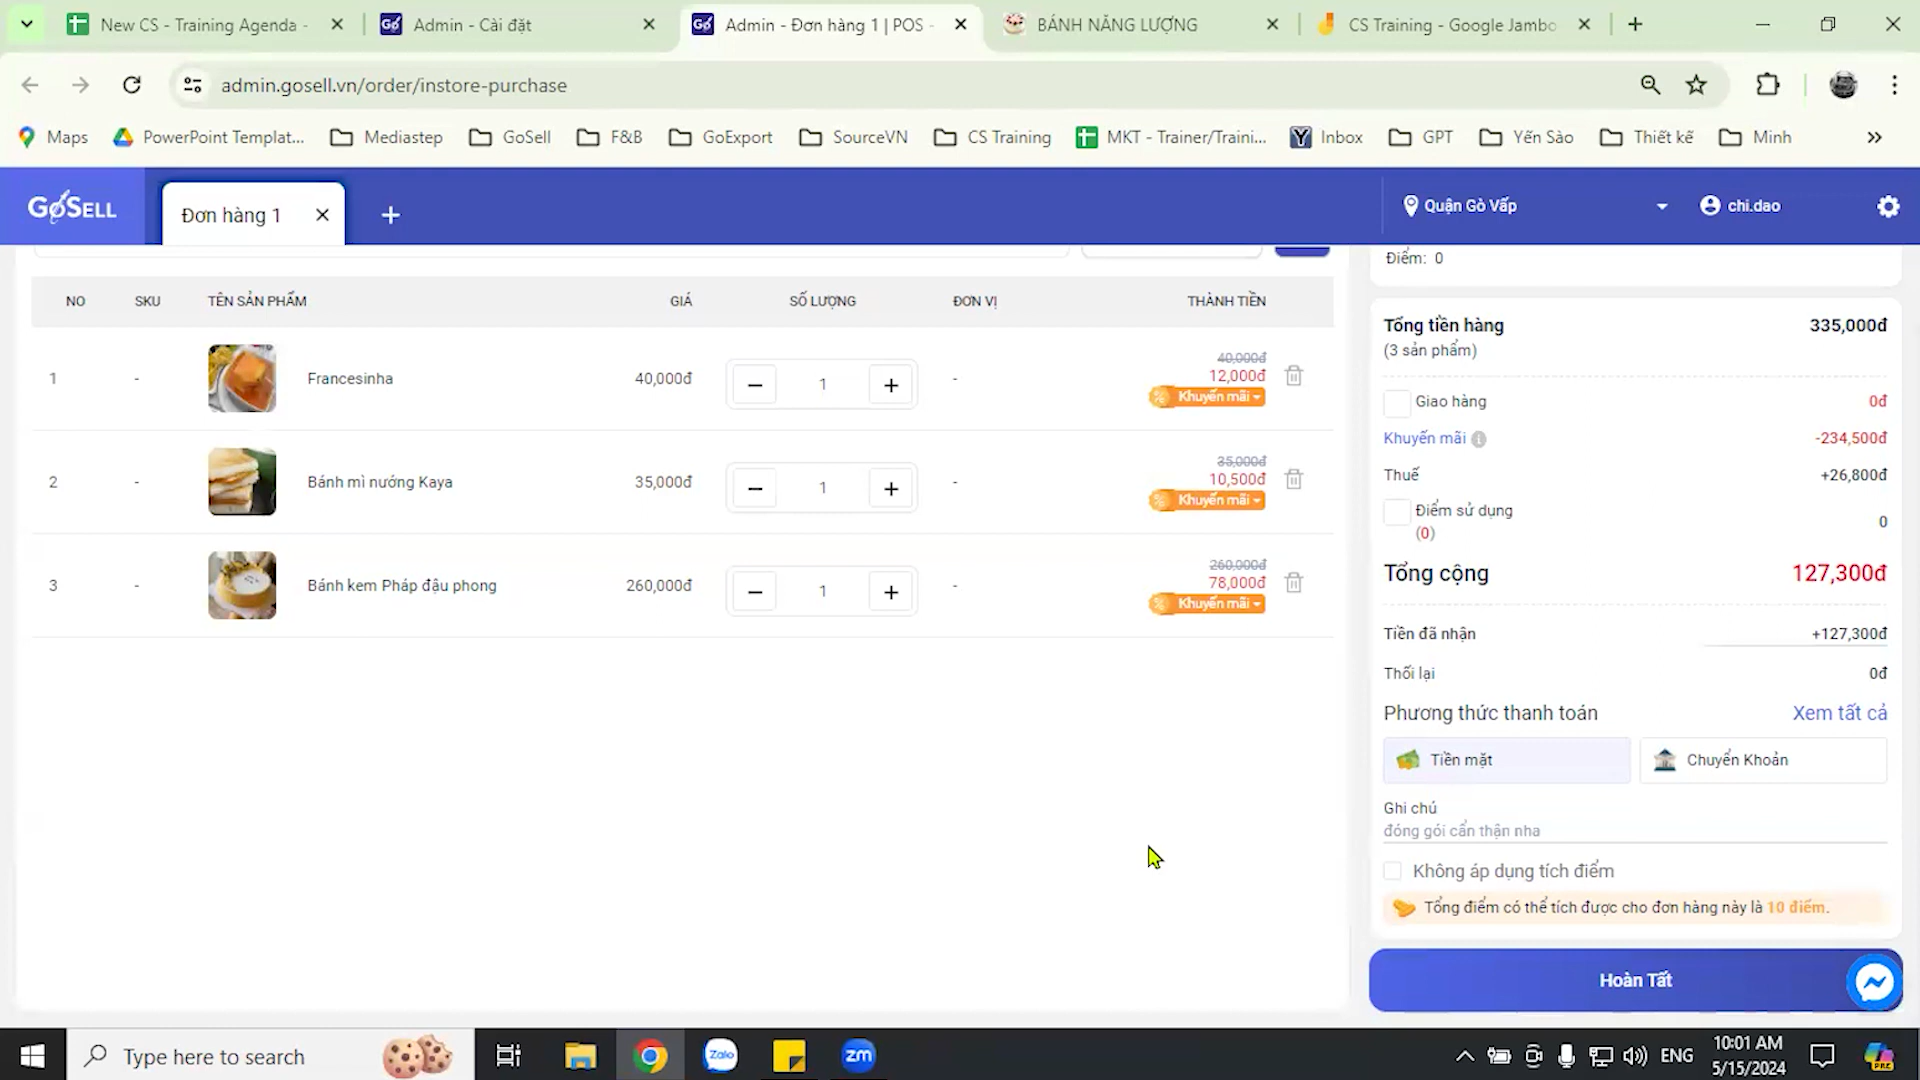 New CS - Training Agenda -
Admin - Cài đặt
Admin - Đơn hàng 1 | POS -
BÁNH NĂNG LƯỢNG
CS Training - Google Jambo
admin.gosell.vn/order/instore-purchase
Maps
PowerPoint Templat...
Mediastep
GoSell
F&B
GoExport
SourceVN
CS Training
MKT - Trainer/Traini...
Inbox
GPT
Yến Sào
Thiết kế
Minh
GoSELL
Đơn hàng 1
Quận Gò Vấp
chi.dao
Điểm: 0
NO SKU TÊN SẢN PHẨM GIÁ SỐ LƯỢNG ĐƠN VỊ THÀNH TIỀN
1 - Francesinha 40,000đ 1 - 40,000đ
12,000đ
Khuyến mãi
2 - Bánh mì nướng Kaya 35,000đ 1 - 35,000đ
10,500đ
Khuyến mãi
3 - Bánh kem Pháp đậu phong 260,000đ 1 - 260,000đ
78,000đ
Khuyến mãi
Tổng tiền hàng 335,000đ
(3 sản phẩm)
Giao hàng 0đ
Khuyến mãi -234,500đ
Thuế +26,800đ
Điểm sử dụng 0
(0)
Tổng cộng 127,300đ
Tiền đã nhận +127,300đ
Thối lại 0đ
Phương thức thanh toán Xem tất cả
Tiền mặt Chuyển Khoản
Ghi chú
đóng gói cẩn thận nha
Không áp dụng tích điểm
Tổng điểm có thể tích được cho đơn hàng này là 10 điểm.
Hoàn Tất
Type here to search
Zalo
zm
ENG
10:01 AM
5/15/2024
PRE